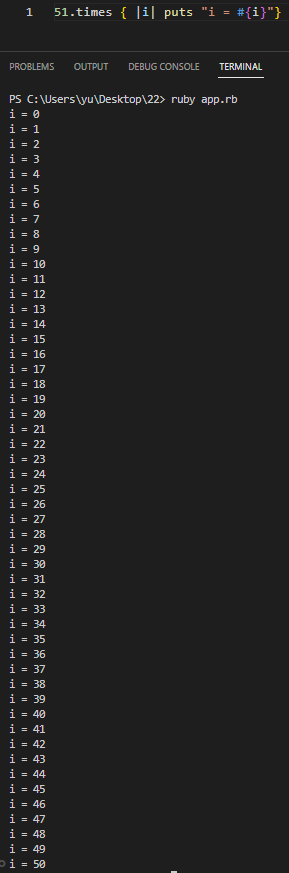 1 51.times { |i| puts "i = #{i}"}
PROBLEMS OUTPUT DEBUG CONSOLE TERMINAL
PS C:\Users\yu\Desktop\22> ruby app.rb
i = 0
i = 1
i = 2
i = 3
i = 4
i = 5
i = 6
i = 7
i = 8
i = 9
i = 10
i = 11
i = 12
i = 13
i = 14
i = 15
i = 16
i = 17
i = 18
i = 19
i = 20
i = 21
i = 22
i = 23
i = 24
i = 25
i = 26
i = 27
i = 28
i = 29
i = 30
i = 31
i = 32
i = 33
i = 34
i = 35
i = 36
i = 37
i = 38
i = 39
i = 40
i = 41
i = 42
i = 43
i = 44
i = 45
i = 46
i = 47
i = 48
i = 49
i = 50